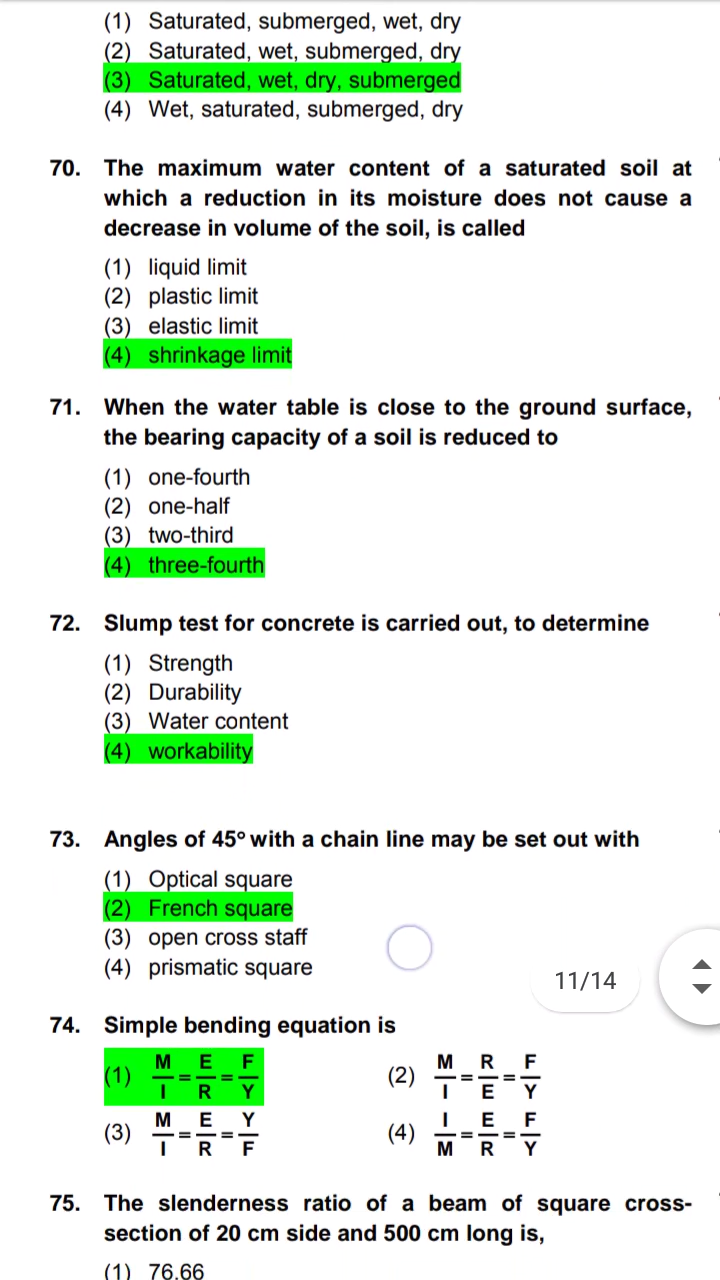 (1) Saturated, submerged, wet, dry
(2) Saturated, wet, submerged, dry
(3) Saturated, wet, dry, submerged
(4) Wet, saturated, submerged, dry
70. The maximum water content of a saturated soil at
which a reduction in its moisture does not cause a
decrease in volume of the soil, is called
(1) liquid limit
(2) plastic limit
(3) elastic limit
(4) shrinkage limit
71. When the water table is close to the ground surface,
the bearing capacity of a soil is reduced to
(1) one-fourth
(2) one-half
(3) two-third
(4) three-fourth
72. Slump test for concrete is carried out, to determine
(1) Strength
(2) Durability
(3) Water content
(4) workability
73. Angles of 45° with a chain line may be set out with
(1) Optical square
(2) French square
(3) open cross staff
(4) prismatic square
11/14
74. Simple bending equation is
(1) M/I = E/R = F/Y (2) M/I = R/E = F/Y
(3) M/I = E/R = Y/F (4) I/M = E/R = F/Y
75. The slenderness ratio of a beam of square cross-
section of 20 cm side and 500 cm long is,
(1) 76.66